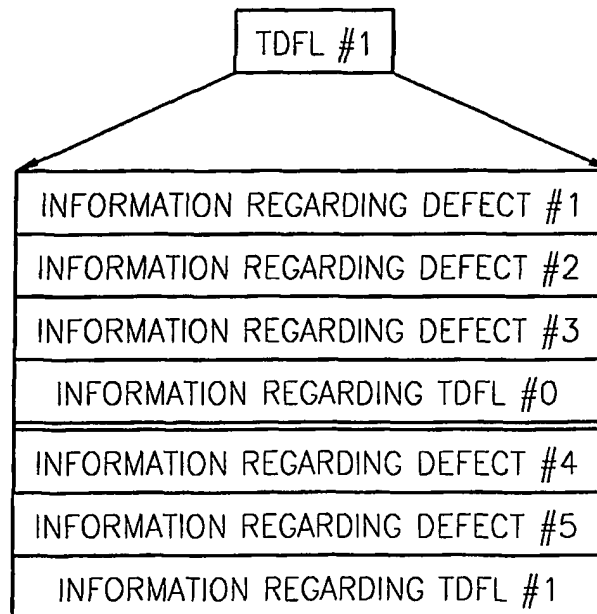 TDFL #1
INFORMATION REGARDING DEFECT #1
INFORMATION REGARDING DEFECT #2
INFORMATION REGARDING DEFECT #3
INFORMATION REGARDING TDFL #0
INFORMATION REGARDING DEFECT #4
INFORMATION REGARDING DEFECT #5
INFORMATION REGARDING TDFL #1